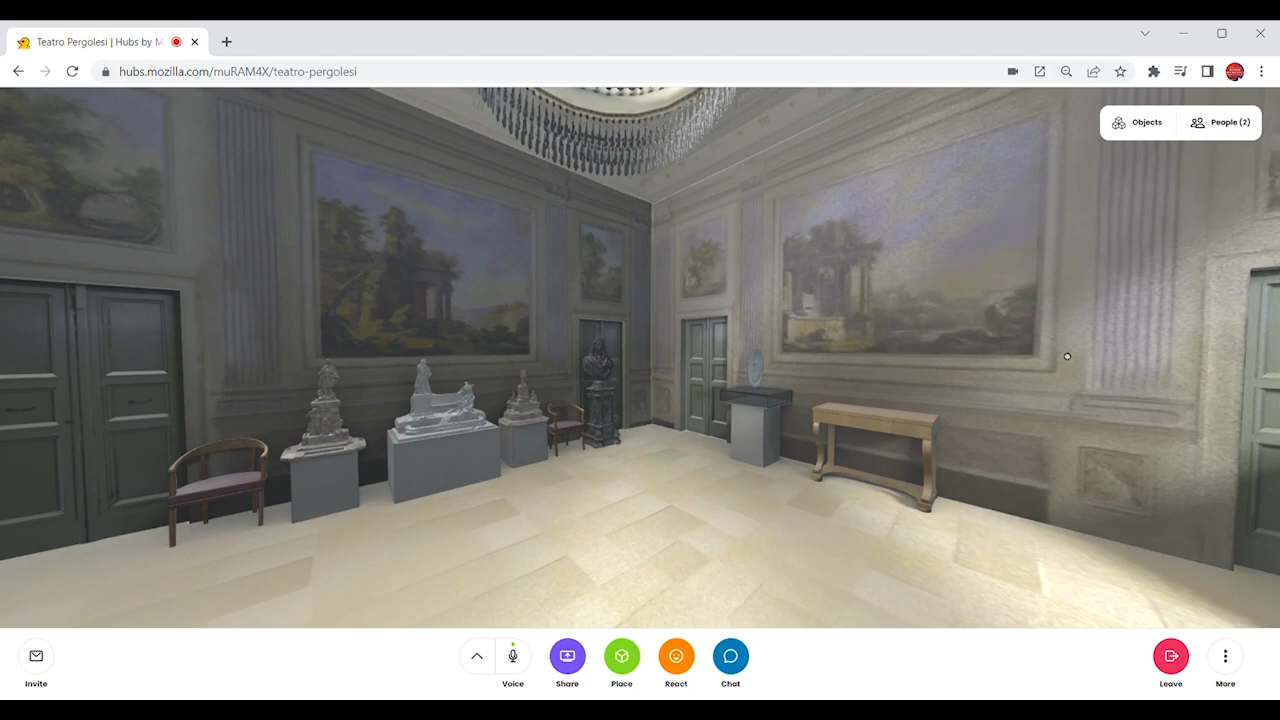 Teatro Pergolesi | Hubs by M
hubs.mozilla.com/muRAM4X/teatro-pergolesi
Objects
People (2)
Invite
Voice
Share
Place
React
Chat
Leave
More